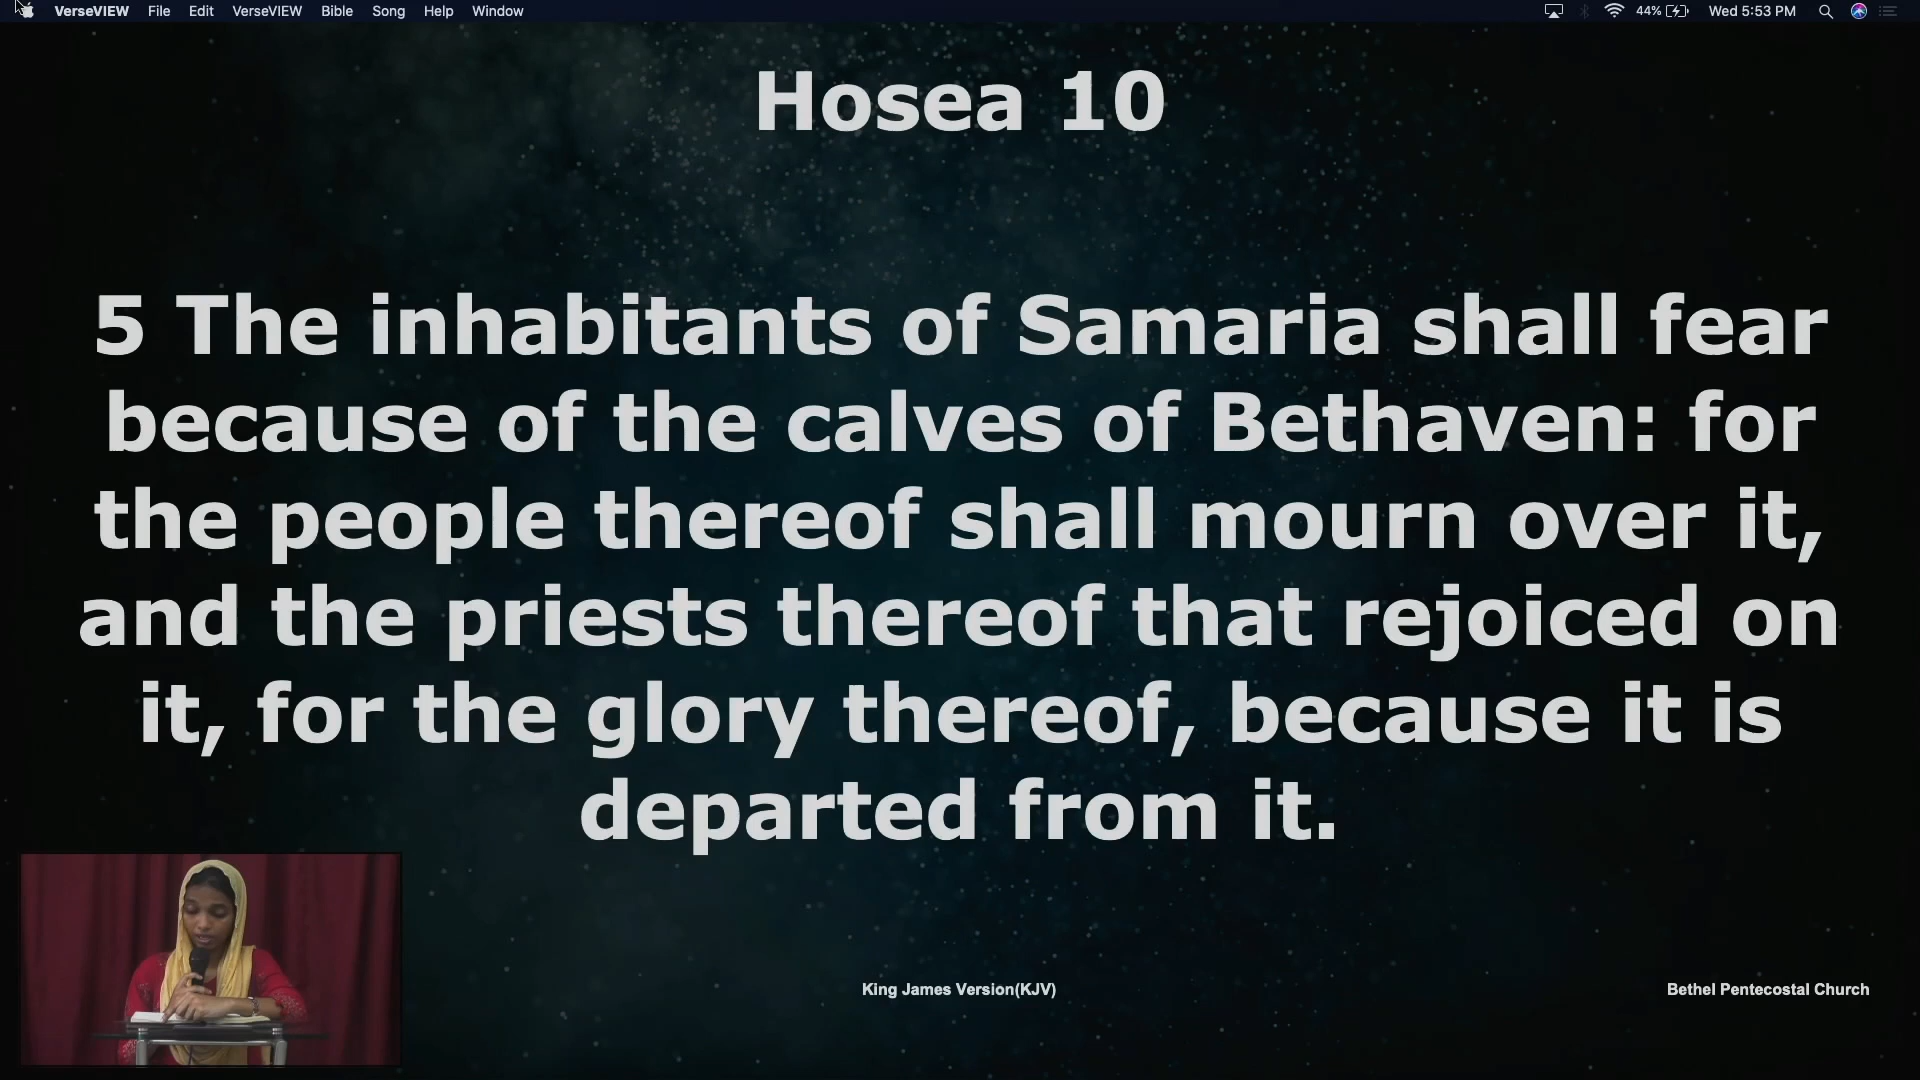 VerseVIEW File Edit VerseVIEW Bible Song Help Window 44% Wed 5:53 PM
Hosea 10
5 The inhabitants of Samaria shall fear
because of the calves of Bethaven: for
the people thereof shall mourn over it,
and the priests thereof that rejoiced on
it, for the glory thereof, because it is
departed from it.
King James Version(KJV)
Bethel Pentecostal Church